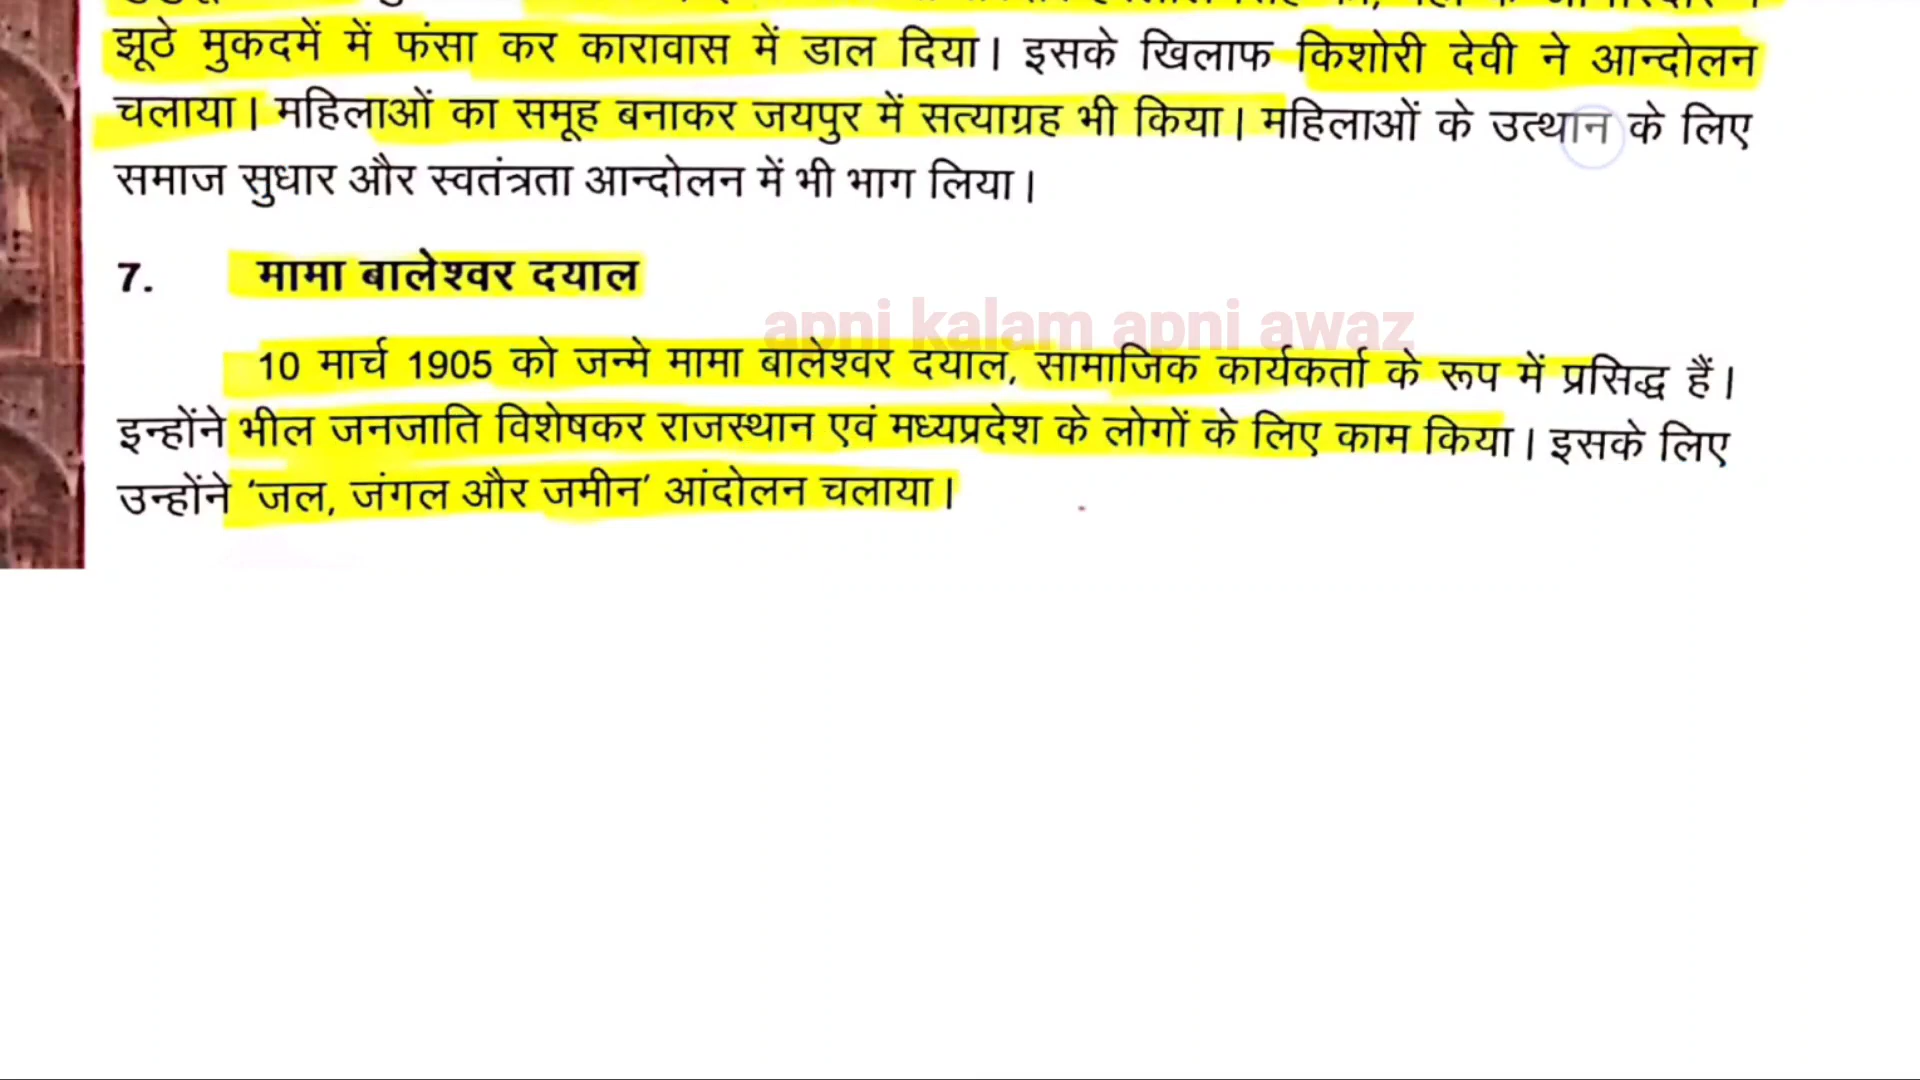 झूठे मुकदमें में फंसा कर कारावास में डाल दिया। इसके खिलाफ किशोरी देवी ने आन्दोलन
चलाया। महिलाओं का समूह बनाकर जयपुर में सत्याग्रह भी किया। महिलाओं के उत्थान के लिए
समाज सुधार और स्वतंत्रता आन्दोलन में भी भाग लिया।
7. मामा बालेश्वर दयाल
apni kalam apni awaz
10 मार्च 1905 को जन्मे मामा बालेश्वर दयाल, सामाजिक कार्यकर्ता के रूप में प्रसिद्ध हैं।
इन्होंने भील जनजाति विशेषकर राजस्थान एवं मध्यप्रदेश के लोगों के लिए काम किया। इसके लिए
उन्होंने ‘जल, जंगल और जमीन’ आंदोलन चलाया।